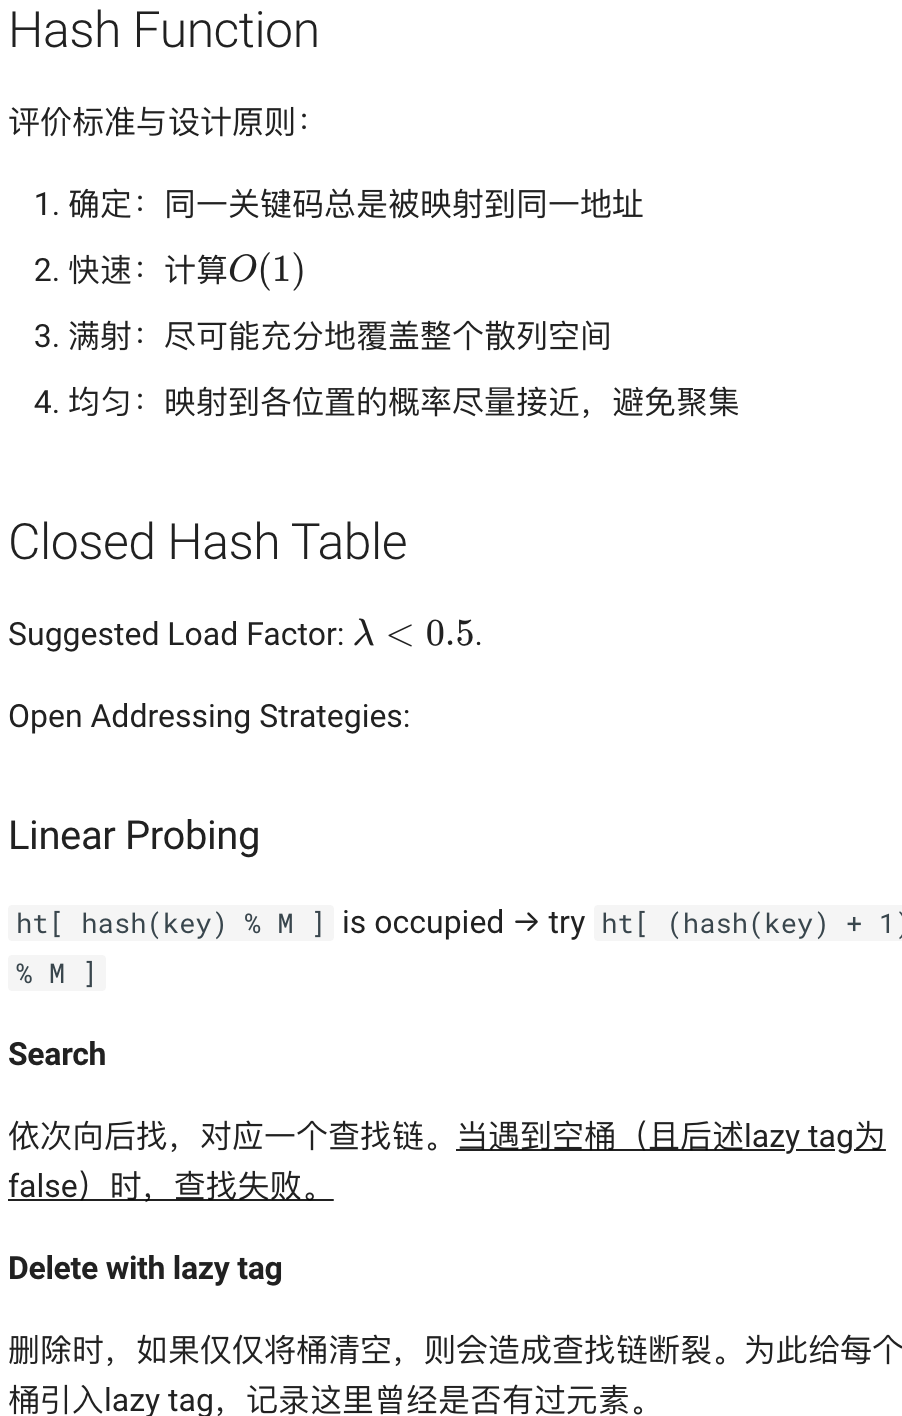 Hash Function
评价标准与设计原则：
1. 确定：同一关键码总是被映射到同一地址
2. 快速：计算O(1)
3. 满射：尽可能充分地覆盖整个散列空间
4. 均匀：映射到各位置的概率尽量接近，避免聚集
Closed Hash Table
Suggested Load Factor: λ < 0.5.
Open Addressing Strategies:
Linear Probing
ht[ hash(key) % M ] is occupied → try ht[ (hash(key) + 1)
% M ]
Search
依次向后找，对应一个查找链。当遇到空桶（且后述lazy tag为
false）时，查找失败。
Delete with lazy tag
删除时，如果仅仅将桶清空，则会造成查找链断裂。为此给每个
桶引入lazy tag，记录这里曾经是否有过元素。